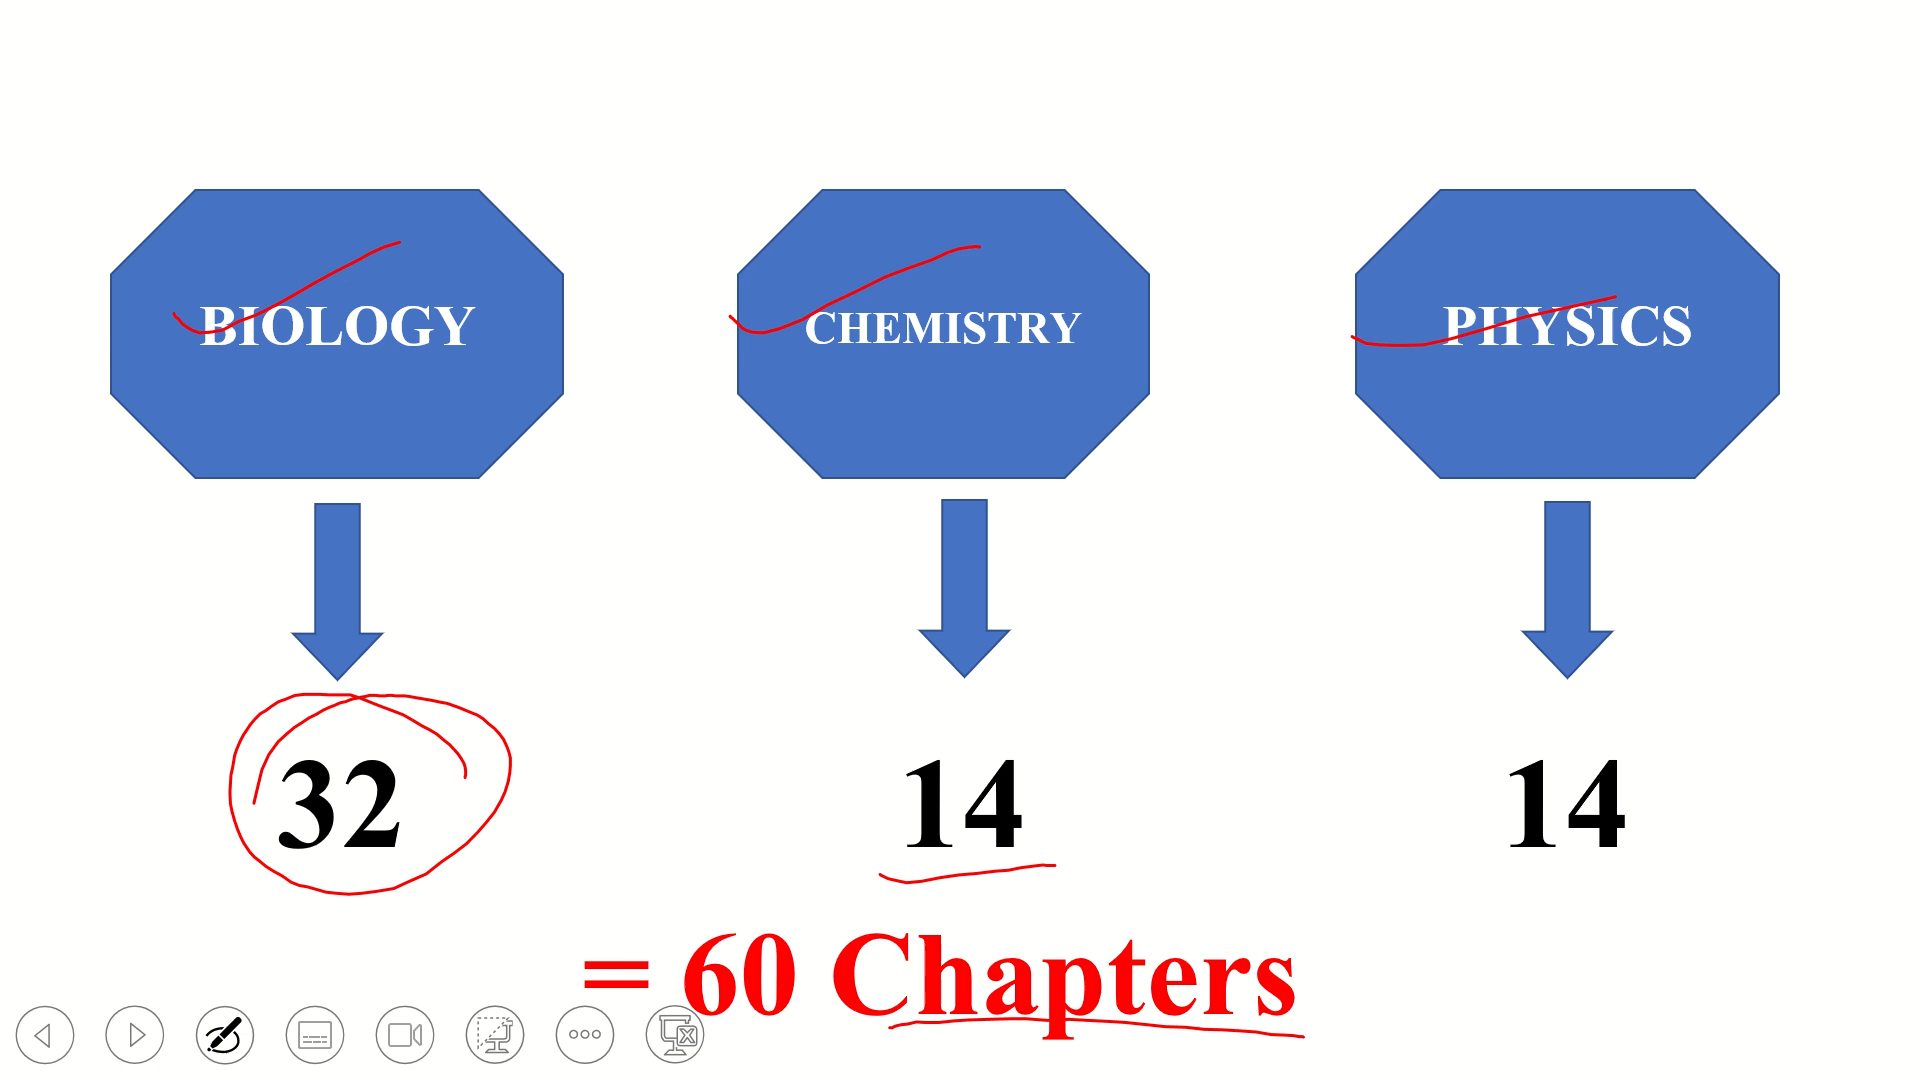 BIOLOGY CHEMISTRY PHYSICS
32 14 14
= 60 Chapters